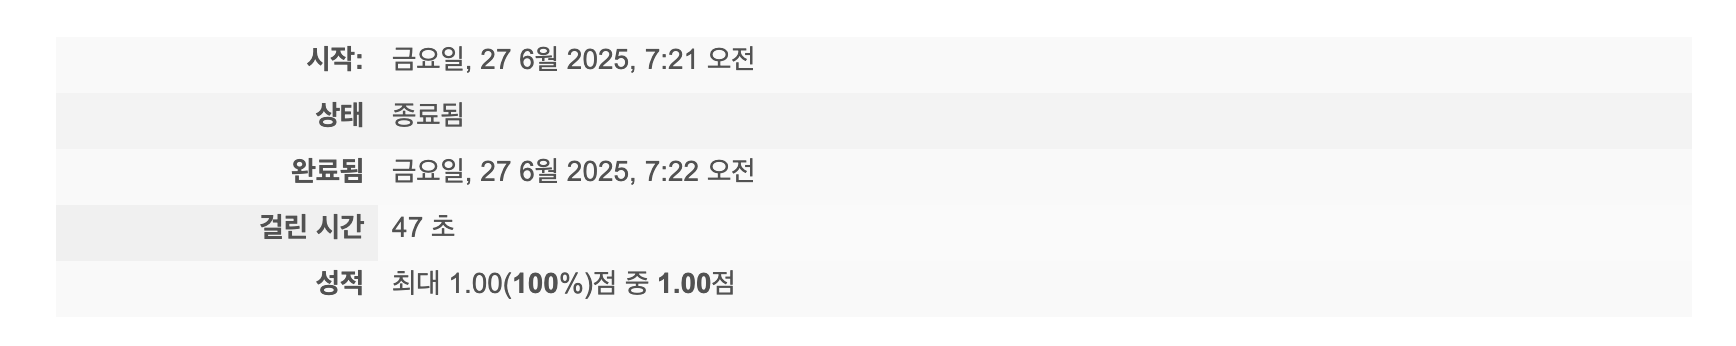 시작: 금요일, 27 6월 2025, 7:21 오전
상태 종료됨
완료됨 금요일, 27 6월 2025, 7:22 오전
걸린 시간 47 초
성적 최대 1.00(100%)점 중 1.00점